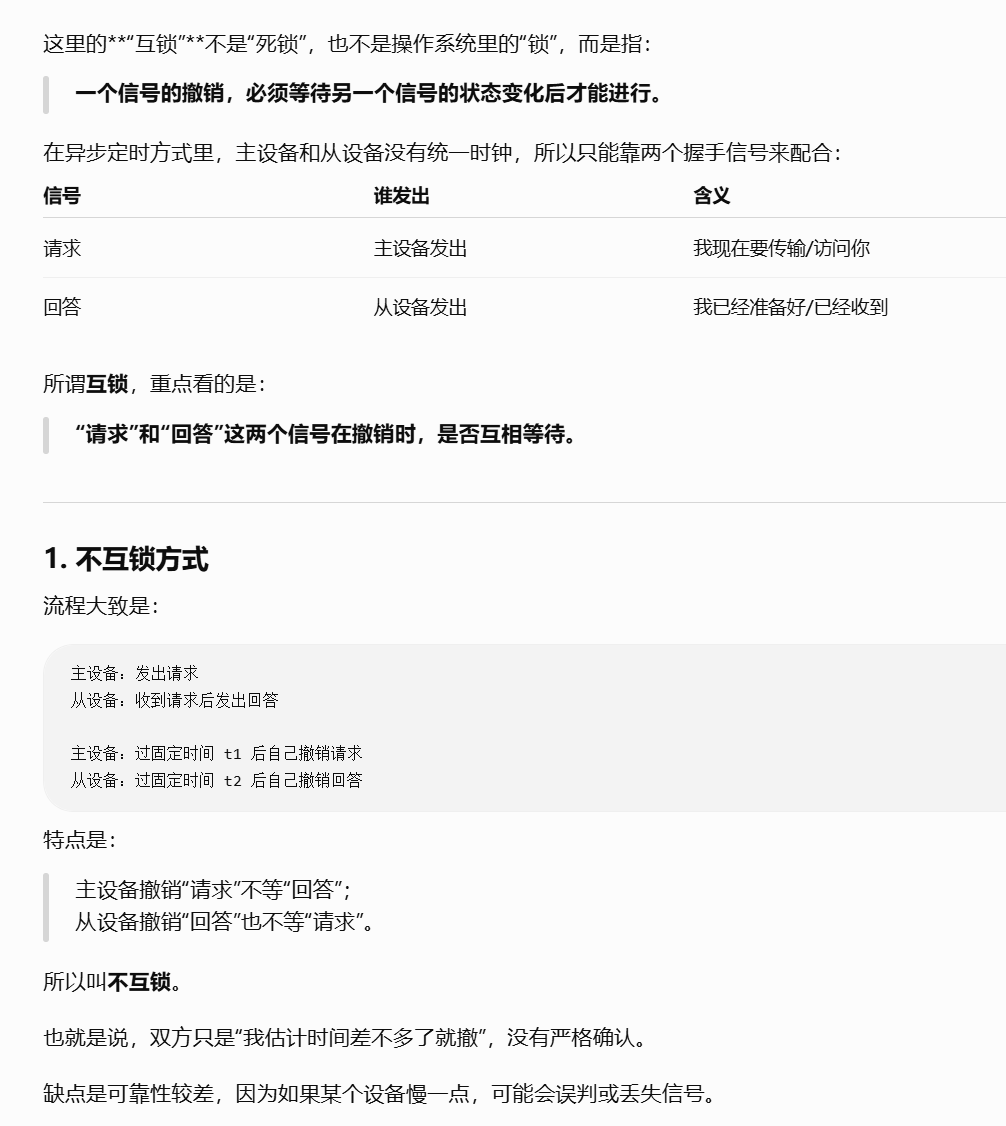 这里的**“互锁”**不是“死锁”，也不是操作系统里的“锁”，而是指：
一个信号的撤销，必须等待另一个信号的状态变化后才能进行。
在异步定时方式里，主设备和从设备没有统一时钟，所以只能靠两个握手信号来配合：
信号 谁发出 含义
请求 主设备发出 我现在要传输/访问你
回答 从设备发出 我已经准备好/已经收到
所谓互锁，重点看的是：
“请求”和“回答”这两个信号在撤销时，是否互相等待。
1. 不互锁方式
流程大致是：
主设备：发出请求
从设备：收到请求后发出回答
主设备：过固定时间 t1 后自己撤销请求
从设备：过固定时间 t2 后自己撤销回答
特点是：
主设备撤销“请求”不等“回答”；
从设备撤销“回答”也不等“请求”。
所以叫不互锁。
也就是说，双方只是“我估计时间差不多了就撤”，没有严格确认。
缺点是可靠性较差，因为如果某个设备慢一点，可能会误判或丢失信号。